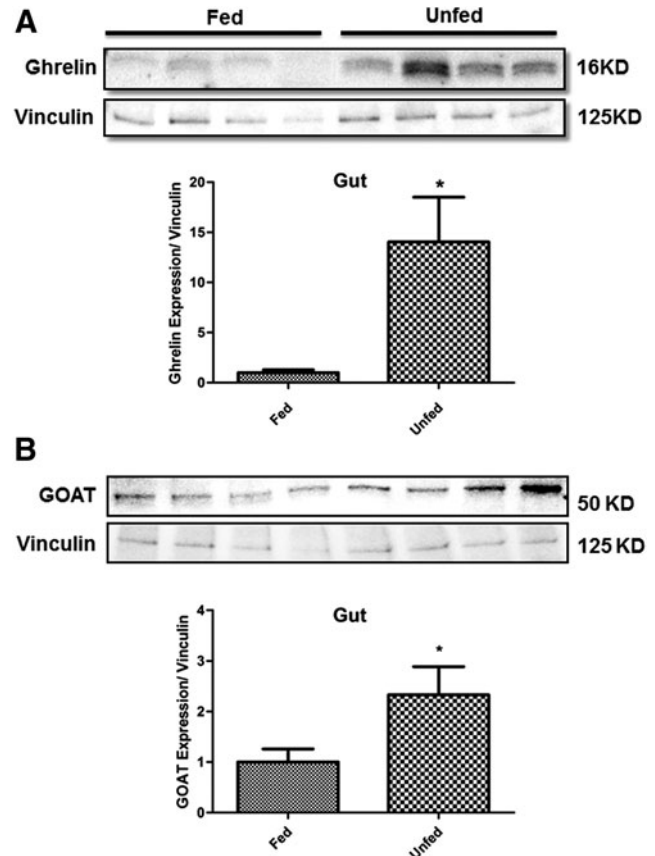 A
Fed Unfed
Ghrelin 16KD
Vinculin 125KD
Gut
*
Ghrelin Expression/ Vinculin
20
15
10
5
0
Fed Unfed
B
GOAT 50 KD
Vinculin 125 KD
Gut
*
GOAT Expression/ Vinculin
4
3
2
1
0
Fed Unfed